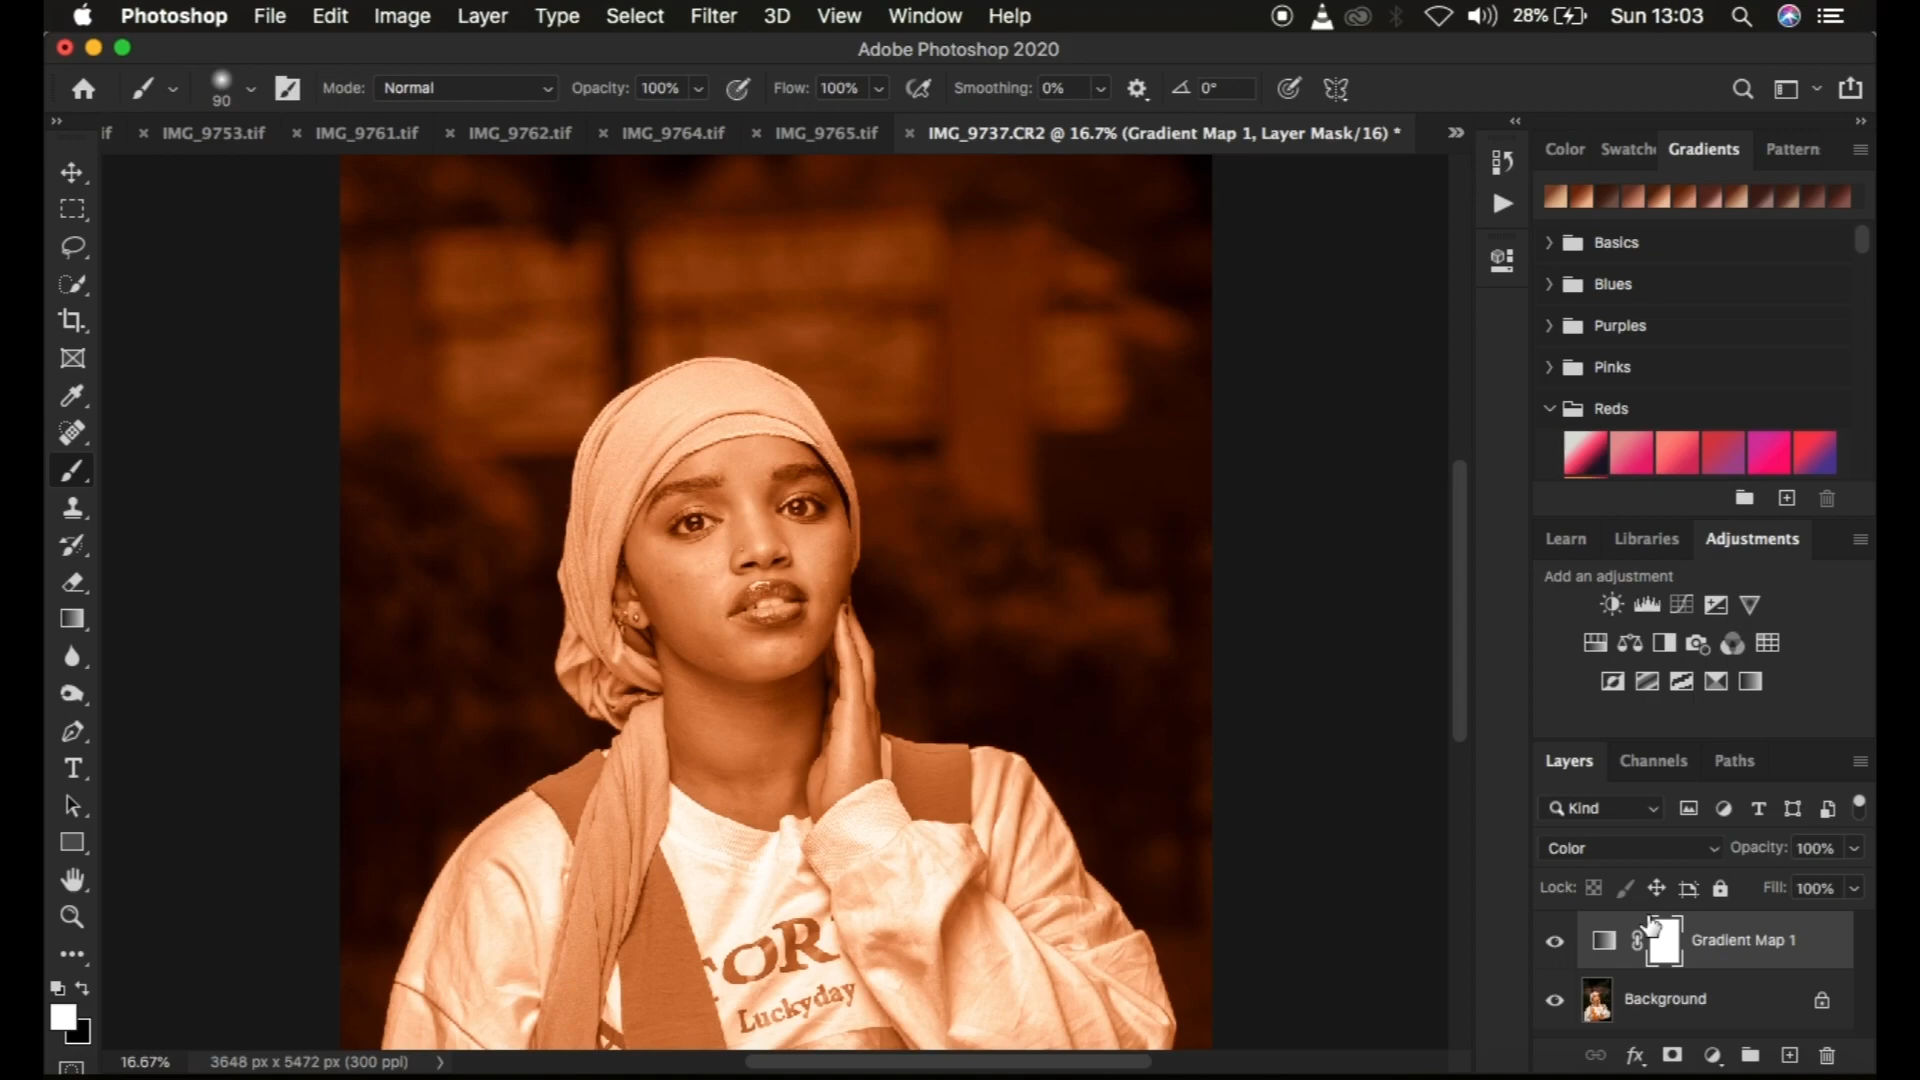 Photoshop File Edit Image Layer Type Select Filter 3D View Window Help 28% Sun 13:03
Adobe Photoshop 2020
90 Mode: Normal Opacity: 100% Flow: 100% Smoothing: 0% 0°
if × IMG_9753.tif × IMG_9761.tif × IMG_9762.tif × IMG_9764.tif × IMG_9765.tif × IMG_9737.CR2 @ 16.7% (Gradient Map 1, Layer Mask/16) *
Color Swatche Gradients Pattern
Basics
Blues
Purples
Pinks
Reds
Learn Libraries Adjustments
Add an adjustment
Layers Channels Paths
Kind
Color Opacity: 100%
Lock: Fill: 100%
Gradient Map 1
Background
TOR
Luckyday
16.67% 3648 px x 5472 px (300 ppi)